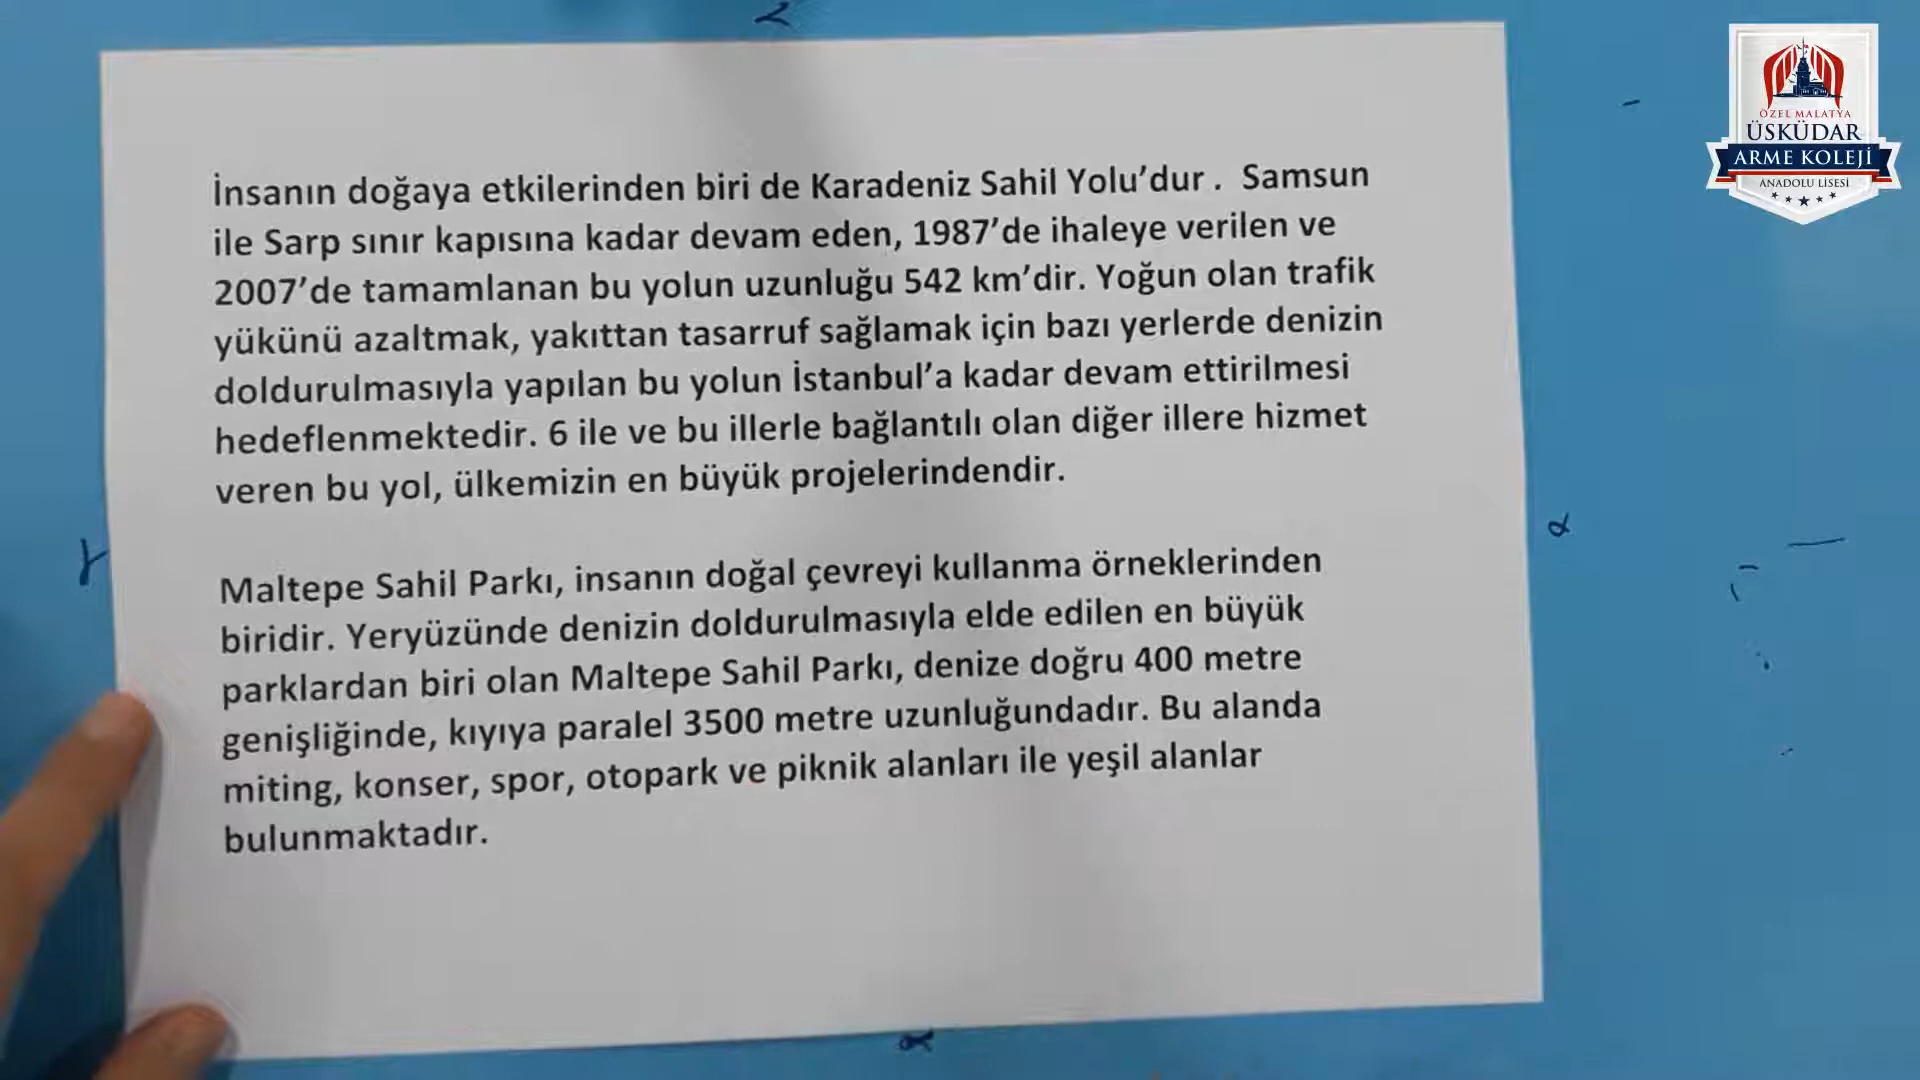 İnsanın doğaya etkilerinden biri de Karadeniz Sahil Yolu’dur . Samsun
ile Sarp sınır kapısına kadar devam eden, 1987’de ihaleye verilen ve
2007’de tamamlanan bu yolun uzunluğu 542 km’dir. Yoğun olan trafik
yükünü azaltmak, yakıttan tasarruf sağlamak için bazı yerlerde denizin
doldurulmasıyla yapılan bu yolun İstanbul’a kadar devam ettirilmesi
hedeflenmektedir. 6 ile ve bu illerle bağlantılı olan diğer illere hizmet
veren bu yol, ülkemizin en büyük projelerindendir.
Maltepe Sahil Parkı, insanın doğal çevreyi kullanma örneklerinden
biridir. Yeryüzünde denizin doldurulmasıyla elde edilen en büyük
parklardan biri olan Maltepe Sahil Parkı, denize doğru 400 metre
genişliğinde, kıyıya paralel 3500 metre uzunluğundadır. Bu alanda
miting, konser, spor, otopark ve piknik alanları ile yeşil alanlar
bulunmaktadır.
ÖZEL MALATYA
ÜSKÜDAR
ARME KOLEJİ
ANADOLU LİSESİ